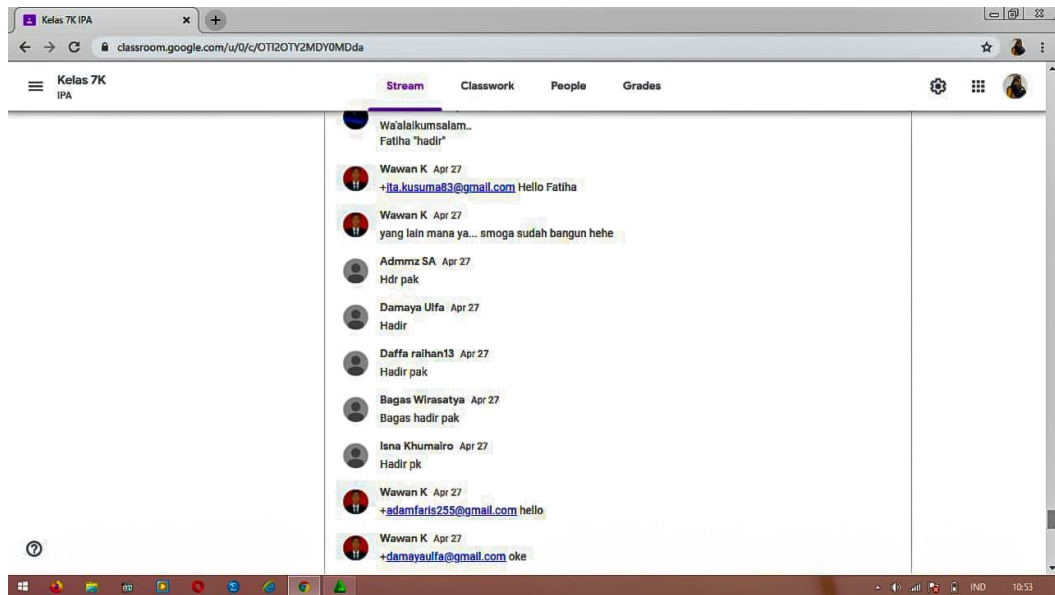 Kelas 7K IPA
classroom.google.com/u/0/c/OTI2OTY2MDY0MDda
Kelas 7K
IPA
Stream Classwork People Grades
Wa'alaikumsalam..
Fatiha "hadir"
Wawan K Apr 27
+ita.kusuma83@gmail.com Hello Fatiha
Wawan K Apr 27
yang lain mana ya... smoga sudah bangun hehe
Admmz SA Apr 27
Hdr pak
Damaya Ulfa Apr 27
Hadir
Daffa raihan13 Apr 27
Hadir pak
Bagas Wirasatya Apr 27
Bagas hadir pak
Isna Khumairo Apr 27
Hadir pk
Wawan K Apr 27
+adamfaris255@gmail.com hello
Wawan K Apr 27
+damayaulfa@gmail.com oke
IND 10:53